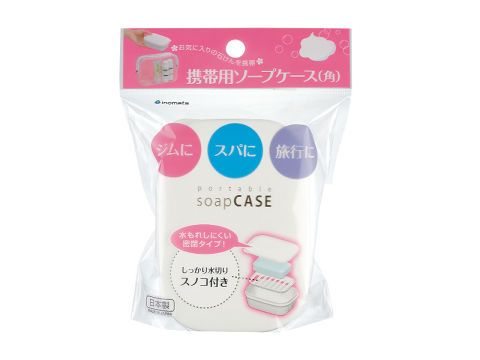 お気に入りの石けんを携帯
携帯用ソープケース(角)
inomata
ジムに
スパに
旅行に
portable
soapCASE
水もれしにくい
密閉タイプ!
しっかり水切り
スノコ付き
日本製
MADE IN JAPAN